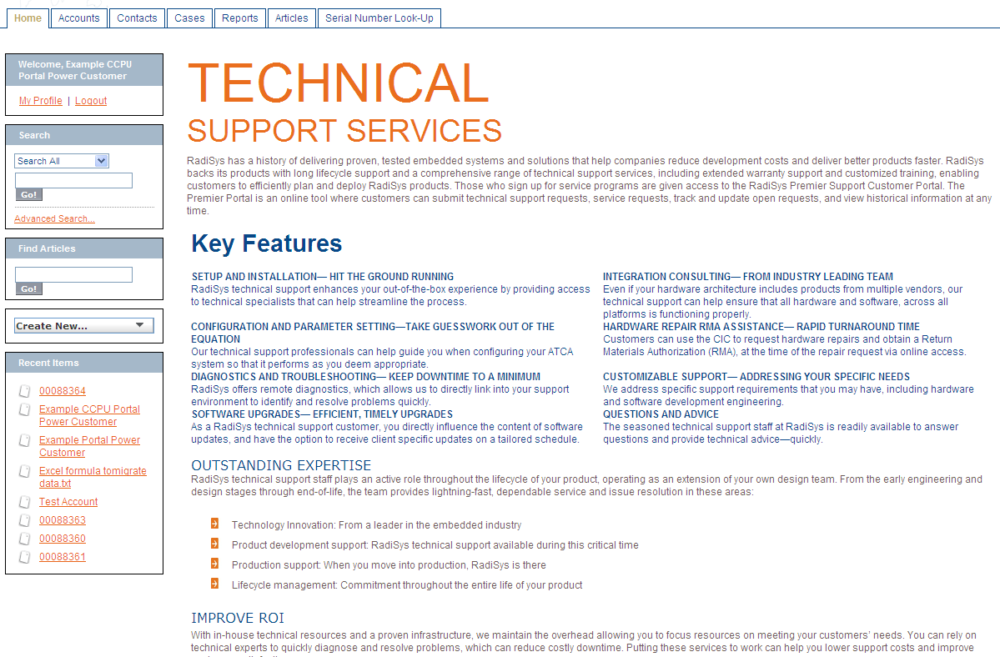 Home
Accounts
Contacts
Cases
Reports
Articles
Serial Number Look-Up
Welcome, Example CCPU
Portal Power Customer
My Profile | Logout
Search
Search All
Go!
Advanced Search...
Find Articles
Go!
Create New...
Recent Items
00088364
Example CCPU Portal
Power Customer
Example Portal Power
Customer
Excel formula tomigrate
data.txt
Test Account
00088363
00088360
00088361
TECHNICAL
SUPPORT SERVICES
RadiSys has a history of delivering proven, tested embedded systems and solutions that help companies reduce development costs and deliver better products faster. RadiSys
backs its products with long lifecycle support and a comprehensive range of technical support services, including extended warranty support and customized training, enabling
customers to efficiently plan and deploy RadiSys products. Those who sign up for service programs are given access to the RadiSys Premier Support Customer Portal. The
Premier Portal is an online tool where customers can submit technical support requests, service requests, track and update open requests, and view historical information at any
time.
Key Features
SETUP AND INSTALLATION— HIT THE GROUND RUNNING
RadiSys technical support enhances your out-of-the-box experience by providing access
to technical specialists that can help streamline the process.
INTEGRATION CONSULTING— FROM INDUSTRY LEADING TEAM
Even if your hardware architecture includes products from multiple vendors, our
technical support can help ensure that all hardware and software, across all
platforms is functioning properly.
CONFIGURATION AND PARAMETER SETTING—TAKE GUESSWORK OUT OF THE
EQUATION
Our technical support professionals can help guide you when configuring your ATCA
system so that it performs as you deem appropriate.
HARDWARE REPAIR RMA ASSISTANCE— RAPID TURNAROUND TIME
Customers can use the CIC to request hardware repairs and obtain a Return
Materials Authorization (RMA), at the time of the repair request via online access.
DIAGNOSTICS AND TROUBLESHOOTING— KEEP DOWNTIME TO A MINIMUM
RadiSys offers remote diagnostics, which allows us to directly link into your support
environment to identify and resolve problems quickly.
CUSTOMIZABLE SUPPORT— ADDRESSING YOUR SPECIFIC NEEDS
We address specific support requirements that you may have, including hardware
and software development engineering.
SOFTWARE UPGRADES— EFFICIENT, TIMELY UPGRADES
As a RadiSys technical support customer, you directly influence the content of software
updates, and have the option to receive client specific updates on a tailored schedule.
QUESTIONS AND ADVICE
The seasoned technical support staff at RadiSys is readily available to answer
questions and provide technical advice—quickly.
OUTSTANDING EXPERTISE
RadiSys technical support staff plays an active role throughout the lifecycle of your product, operating as an extension of your own design team. From the early engineering and
design stages through end-of-life, the team provides lightning-fast, dependable service and issue resolution in these areas:
Technology Innovation: From a leader in the embedded industry
Product development support: RadiSys technical support available during this critical time
Production support: When you move into production, RadiSys is there
Lifecycle management: Commitment throughout the entire life of your product
IMPROVE ROI
With in-house technical resources and a proven infrastructure, we maintain the overhead allowing you to focus resources on meeting your customers’ needs. You can rely on
technical experts to quickly diagnose and resolve problems, which can reduce costly downtime. Putting these services to work can help you lower support costs and improve